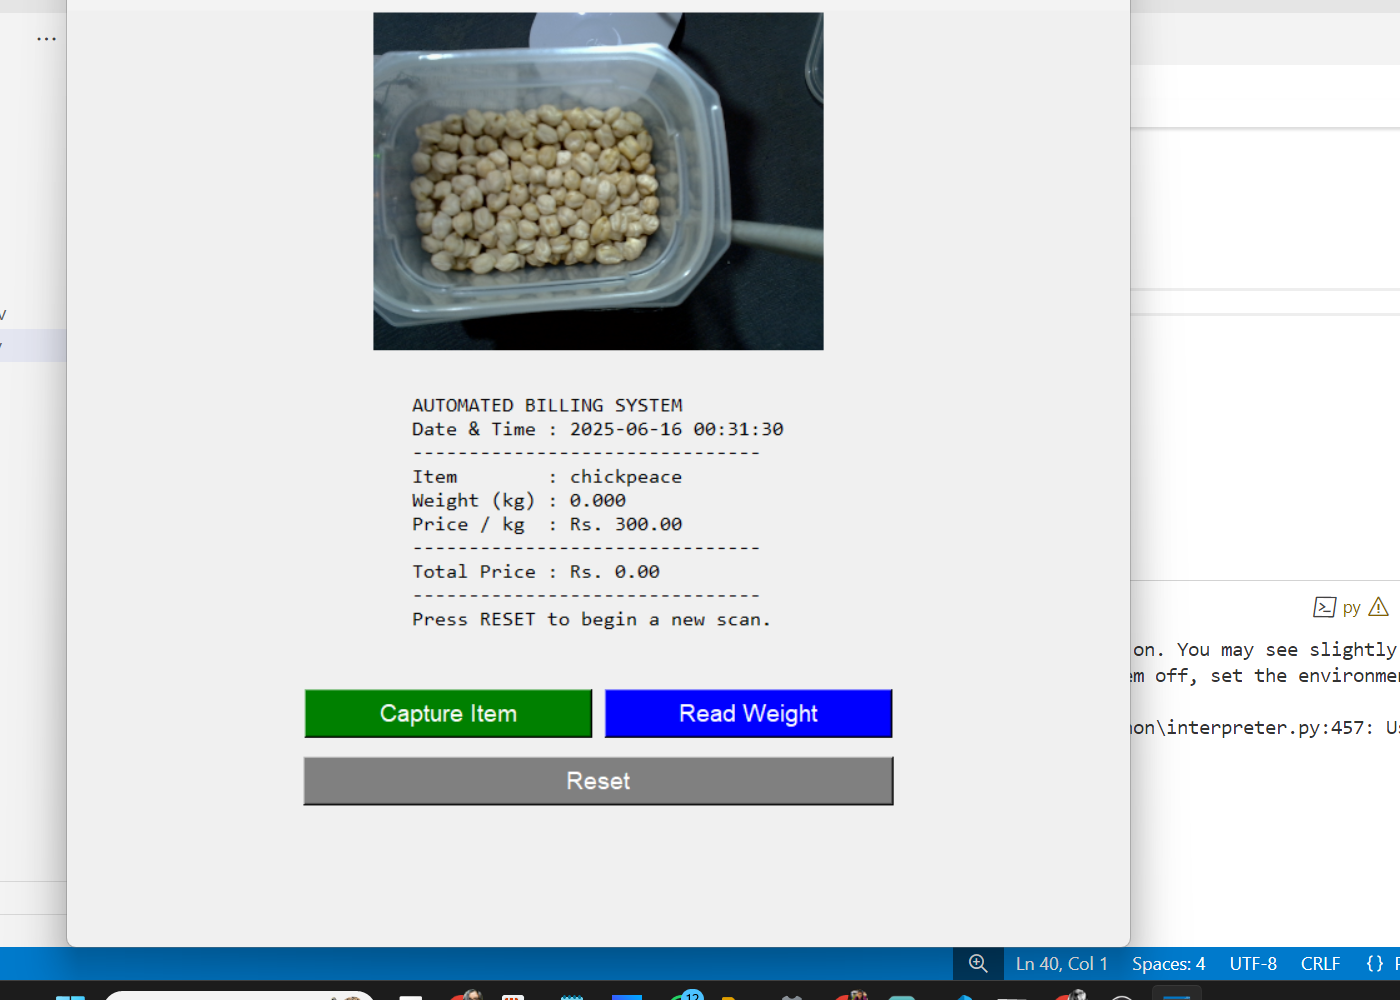 ...
AUTOMATED BILLING SYSTEM
Date & Time : 2025-06-16 00:31:30
-------------------------------
Item        : chickpeace
Weight (kg) : 0.000
Price / kg  : Rs. 300.00
-------------------------------
Total Price : Rs. 0.00
-------------------------------
Press RESET to begin a new scan.
Capture Item
Read Weight
Reset
py
on. You may see slightly
m off, set the environme
on\interpreter.py:457: U
Ln 40, Col 1
Spaces: 4
UTF-8
CRLF
{ }
12